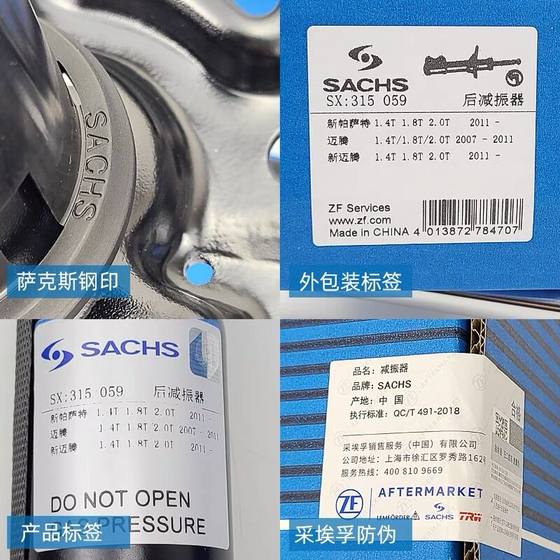 SACHS
萨克斯钢印
SACHS
SX:315 059 后减振器
新帕萨特 1.4T 1.8T 2.0T 2011 -
迈腾 1.4T/1.8T/2.0T 2007 - 2011
新迈腾 1.4T 1.8T 2.0T 2011 -
ZF Services
www.zf.com
Made in CHINA
4 013872 784707
外包装标签
SACHS
SX:315 059 后减振器
新帕萨特 1.4T 1.8T 2.0T 2011 -
迈腾 1.4T 1.8T 2.0T 2007 - 2011
新迈腾 1.4T 1.8T 2.0T 2011 -
DO NOT OPEN
PRESSURE
产品标签
品名: 减振器
品牌: SACHS
产地: 中 国
执行标准: QC/T 491-2018
合格
采埃孚销售服务（中国）有限公司
公司地址: 上海市徐汇区罗秀路162号
服务热线: 400 810 9669
ZF AFTERMARKET
LEMFÖRDER SACHS TRW
采埃孚防伪